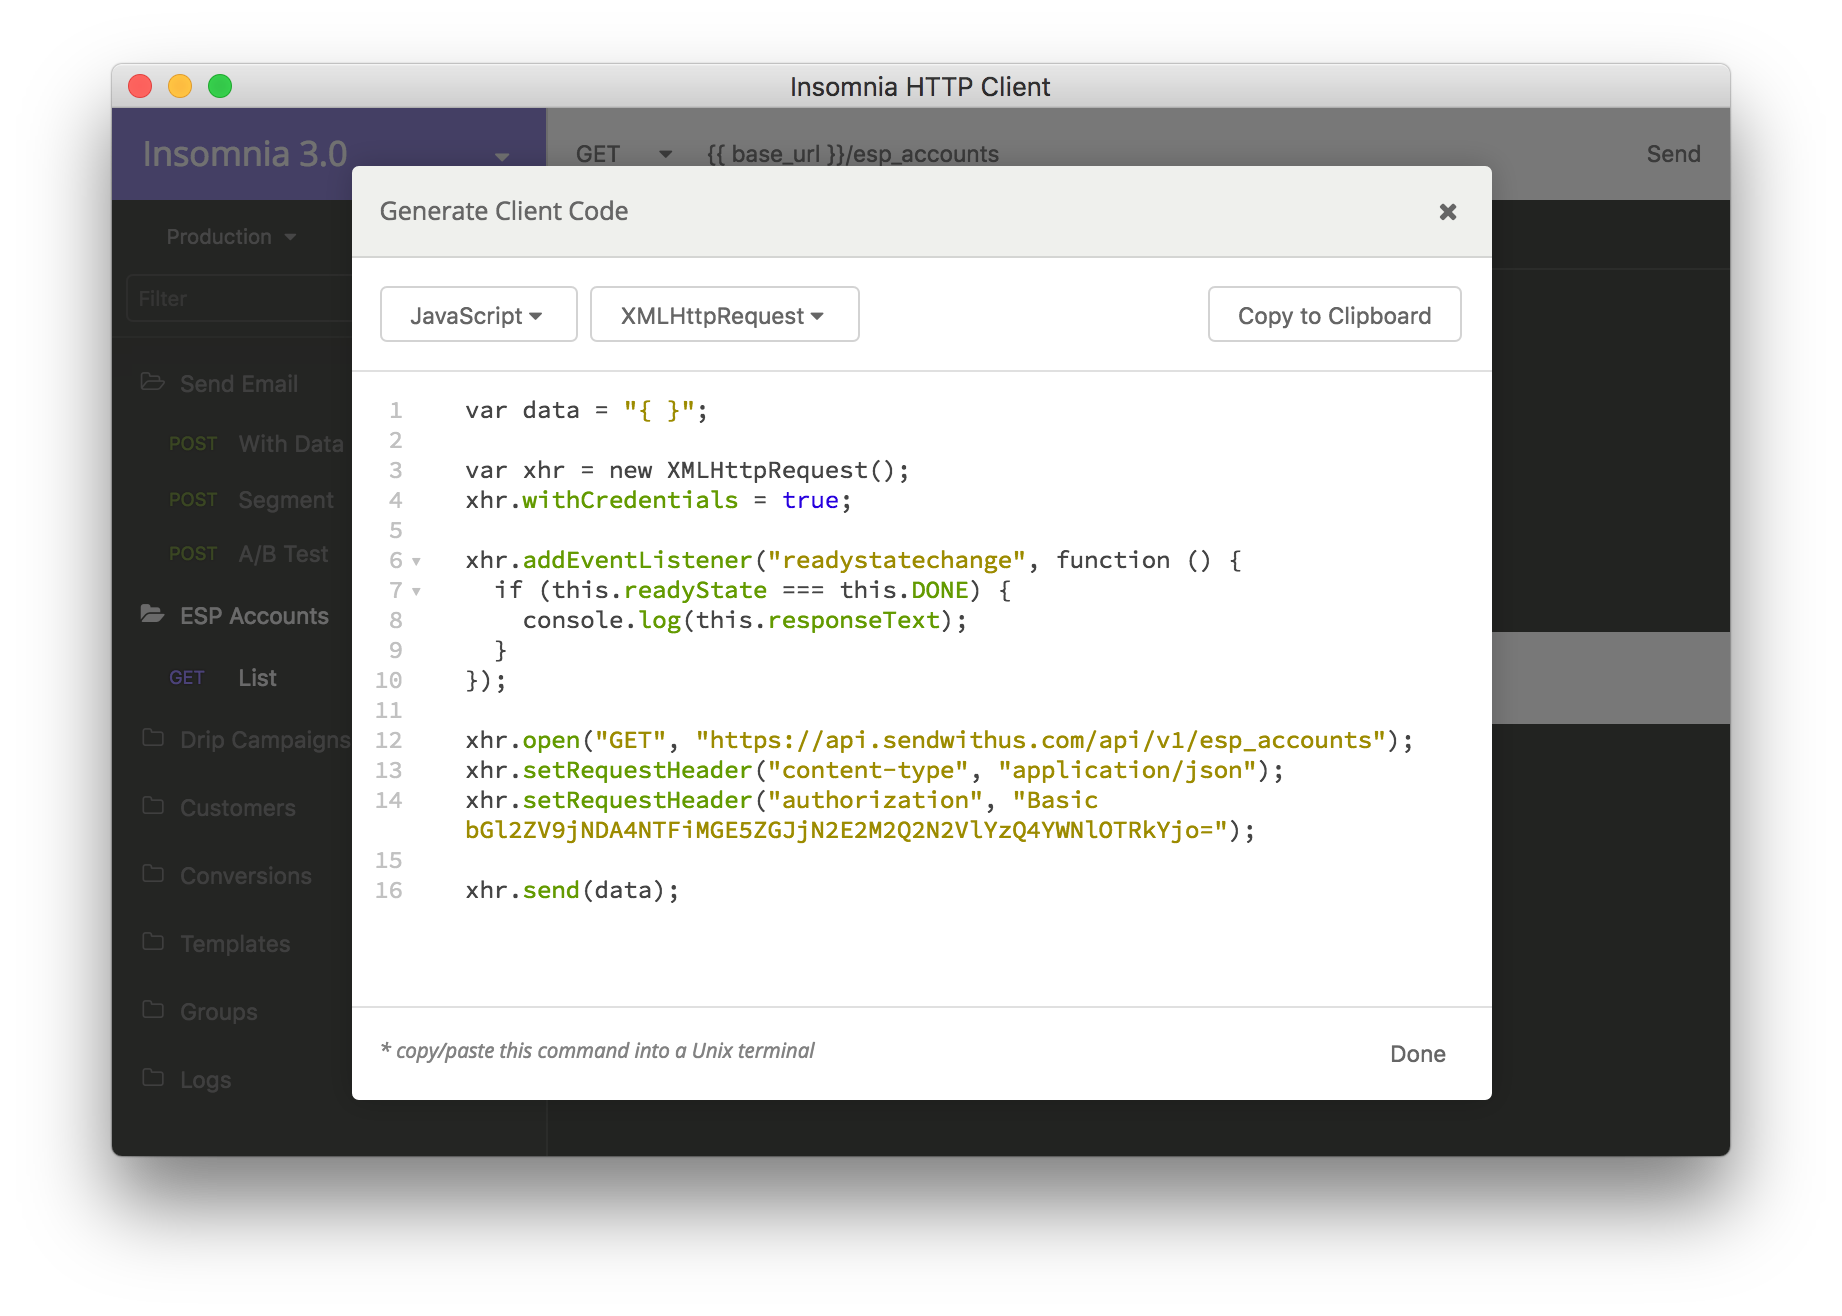 Insomnia HTTP Client
Insomnia 3.0
GET {{ base_url }}/esp_accounts Send
Production
Filter
Send Email
POST With Data
POST Segment
POST A/B Test
ESP Accounts
GET List
Drip Campaigns
Customers
Conversions
Templates
Groups
Logs
Generate Client Code
JavaScript XMLHttpRequest Copy to Clipboard
1 var data = "{ }";
2
3 var xhr = new XMLHttpRequest();
4 xhr.withCredentials = true;
5
6 xhr.addEventListener("readystatechange", function () {
7 if (this.readyState === this.DONE) {
8 console.log(this.responseText);
9 }
10 });
11
12 xhr.open("GET", "https://api.sendwithus.com/api/v1/esp_accounts");
13 xhr.setRequestHeader("content-type", "application/json");
14 xhr.setRequestHeader("authorization", "Basic
bGl2ZV9jNDA4NTFiMGE5ZGJjN2E2M2Q2N2VlYzQ4YWNlOTRkYjo=");
15
16 xhr.send(data);
* copy/paste this command into a Unix terminal
Done